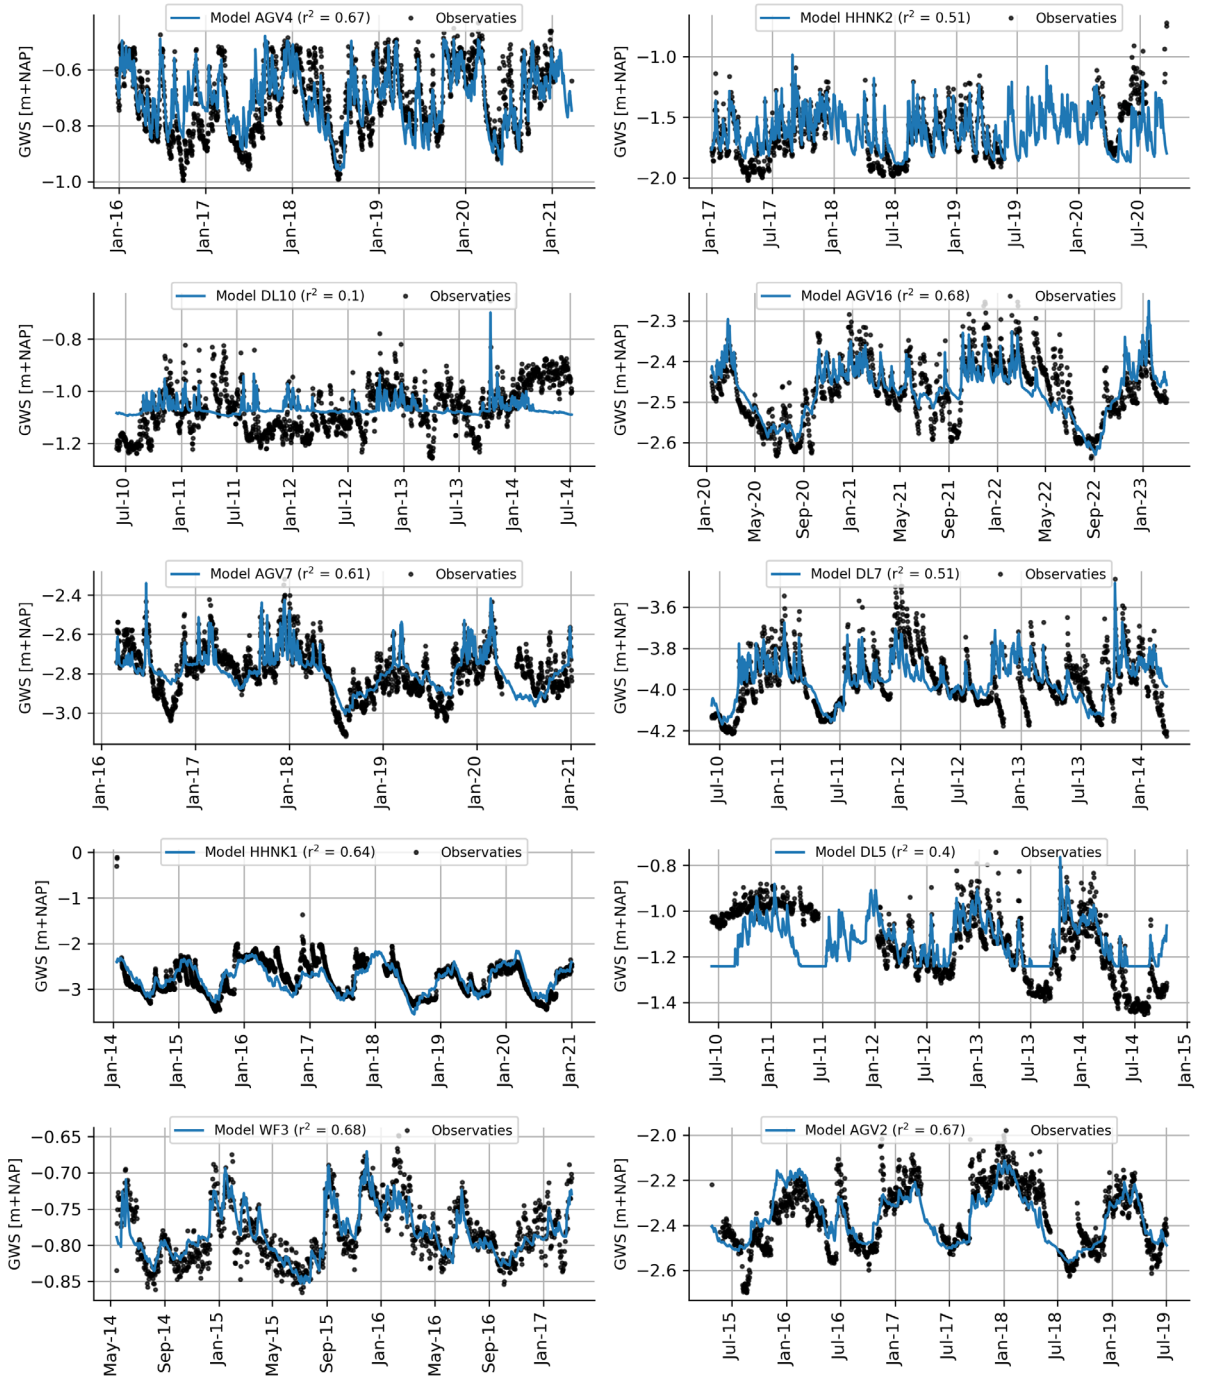 Model AGV4 (r² = 0.67) Observaties
GWS [m+NAP]
−0.6
−0.8
−1.0
Jan-16 Jan-17 Jan-18 Jan-19 Jan-20 Jan-21
Model HHNK2 (r² = 0.51) Observaties
GWS [m+NAP]
−1.0
−1.5
−2.0
Jan-17 Jul-17 Jan-18 Jul-18 Jan-19 Jul-19 Jan-20 Jul-20
Model DL10 (r² = 0.1) Observaties
GWS [m+NAP]
−0.8
−1.0
−1.2
Jul-10 Jan-11 Jul-11 Jan-12 Jul-12 Jan-13 Jul-13 Jan-14 Jul-14
Model AGV16 (r² = 0.68) Observaties
GWS [m+NAP]
−2.3
−2.4
−2.5
−2.6
Jan-20 May-20 Sep-20 Jan-21 May-21 Sep-21 Jan-22 May-22 Sep-22 Jan-23
Model AGV7 (r² = 0.61) Observaties
GWS [m+NAP]
−2.4
−2.6
−2.8
−3.0
Jan-16 Jan-17 Jan-18 Jan-19 Jan-20 Jan-21
Model DL7 (r² = 0.51) Observaties
GWS [m+NAP]
−3.6
−3.8
−4.0
−4.2
Jul-10 Jan-11 Jul-11 Jan-12 Jul-12 Jan-13 Jul-13 Jan-14
Model HHNK1 (r² = 0.64) Observaties
GWS [m+NAP]
0
−1
−2
−3
Jan-14 Jan-15 Jan-16 Jan-17 Jan-18 Jan-19 Jan-20 Jan-21
Model DL5 (r² = 0.4) Observaties
GWS [m+NAP]
−0.8
−1.0
−1.2
−1.4
Jul-10 Jan-11 Jul-11 Jan-12 Jul-12 Jan-13 Jul-13 Jan-14 Jul-14 Jan-15
Model WF3 (r² = 0.68) Observaties
GWS [m+NAP]
−0.65
−0.70
−0.75
−0.80
−0.85
May-14 Sep-14 Jan-15 May-15 Sep-15 Jan-16 May-16 Sep-16 Jan-17
Model AGV2 (r² = 0.67) Observaties
GWS [m+NAP]
−2.0
−2.2
−2.4
−2.6
Jul-15 Jan-16 Jul-16 Jan-17 Jul-17 Jan-18 Jul-18 Jan-19 Jul-19